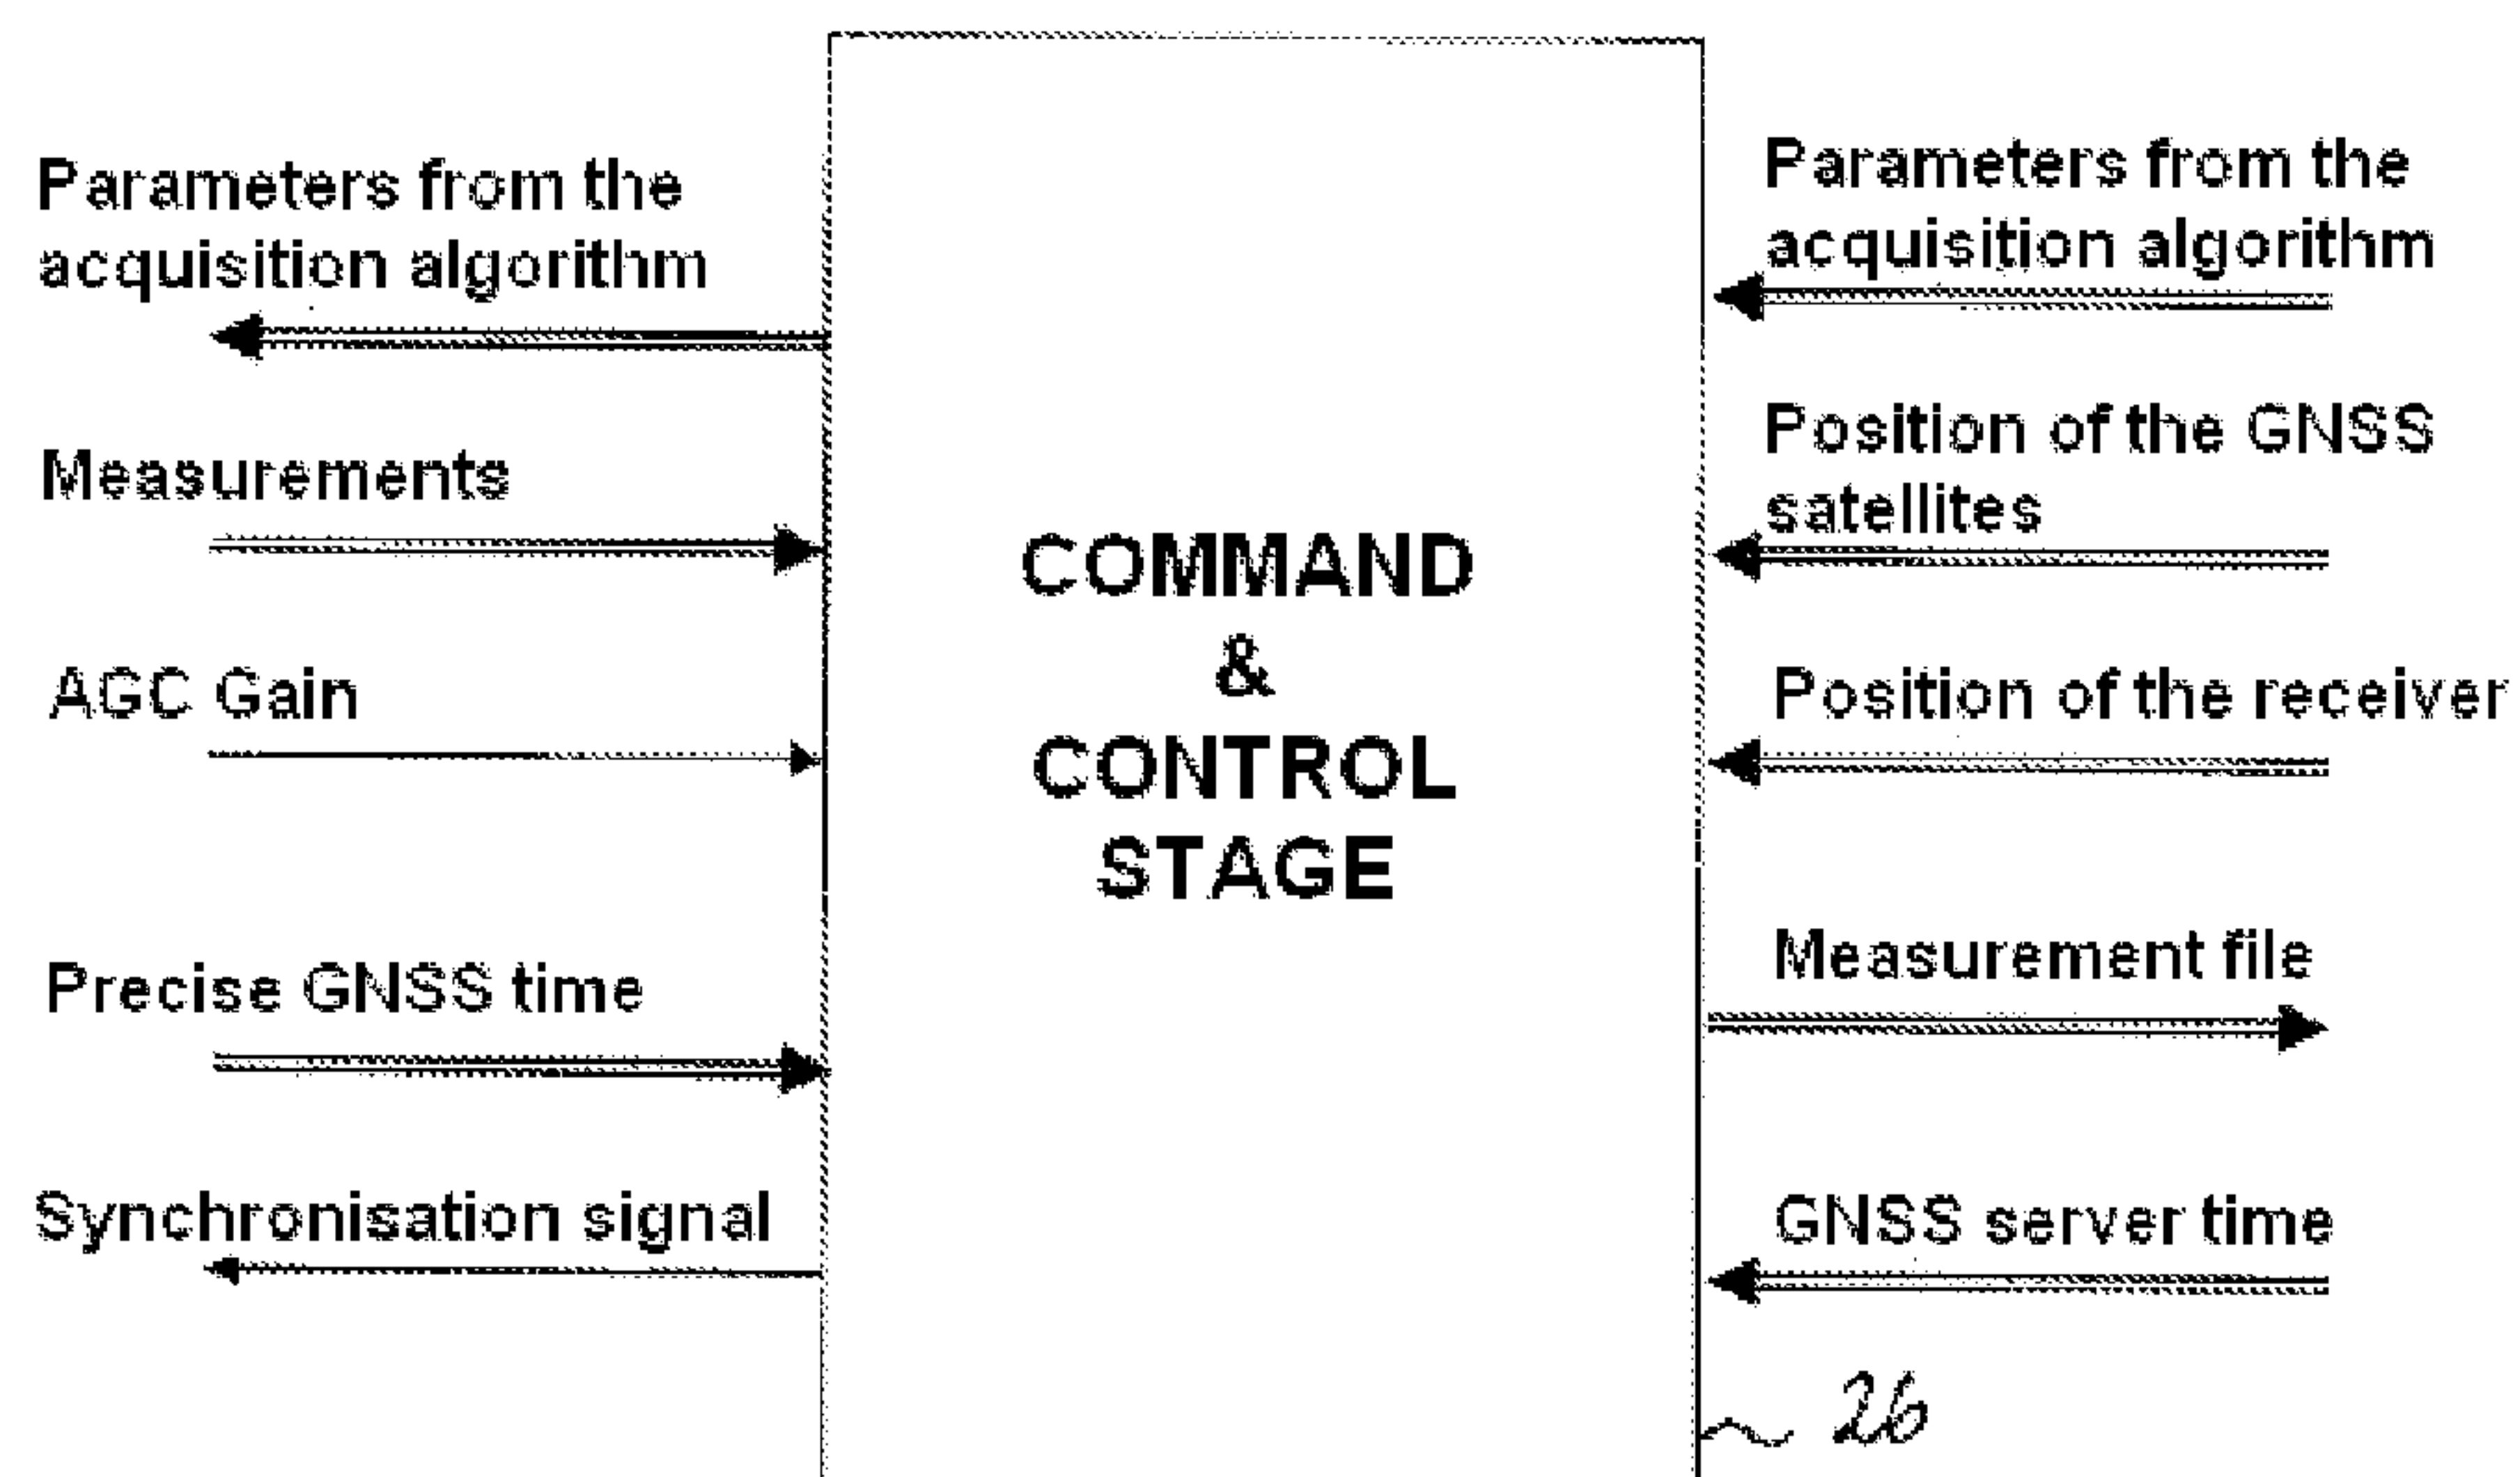 Parameters from the
acquisition algorithm
Measurements
AGC Gain
Precise GNSS time
Synchronisation signal
COMMAND
&
CONTROL
STAGE
Parameters from the
acquisition algorithm
Position of the GNSS
satellites
Position of the receiver
Measurement file
GNSS server time
26